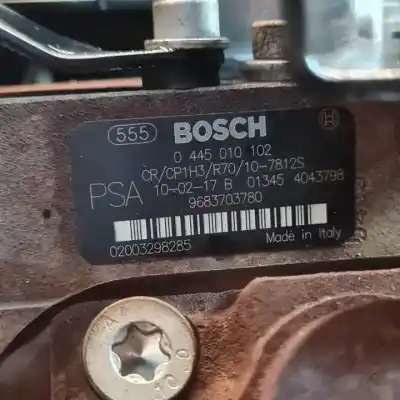 555 BOSCH
0 445 010 102
CR/CP1H3/R70/10-7812S
PSA 10-02-17 B 01345 4043798
9683703780
02003298285 Made in Italy